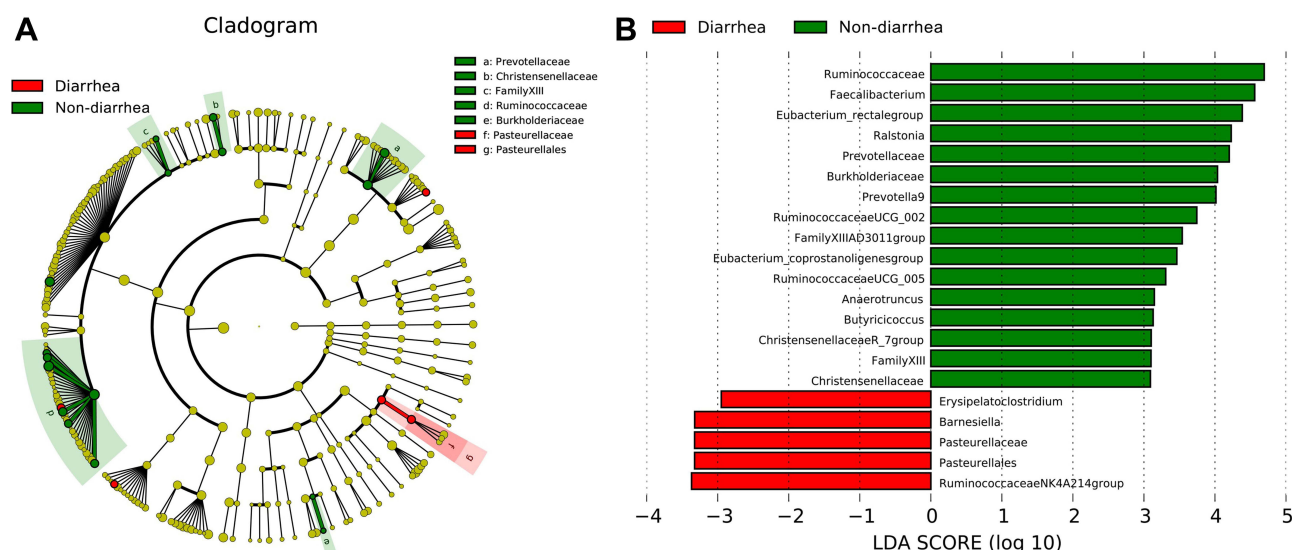 A
Cladogram
Diarrhea
Non-diarrhea
a: Prevotellaceae
b: Christensenellaceae
c: FamilyXIII
d: Ruminococcaceae
e: Burkholderiaceae
f: Pasteurellaceae
g: Pasteurellales
a
b
c
d
e
f
g
B
Diarrhea
Non-diarrhea
Ruminococcaceae
Faecalibacterium
Eubacterium_rectalegroup
Ralstonia
Prevotellaceae
Burkholderiaceae
Prevotella9
RuminococcaceaeUCG_002
FamilyXIIIAD3011group
Eubacterium_coprostanoligenesgroup
RuminococcaceaeUCG_005
Anaerotruncus
Butyricicoccus
ChristensenellaceaeR_7group
FamilyXIII
Christensenellaceae
Erysipelatoclostridium
Barnesiella
Pasteurellaceae
Pasteurellales
RuminococcaceaeNK4A214group
−4 −3 −2 −1 0 1 2 3 4 5
LDA SCORE (log 10)